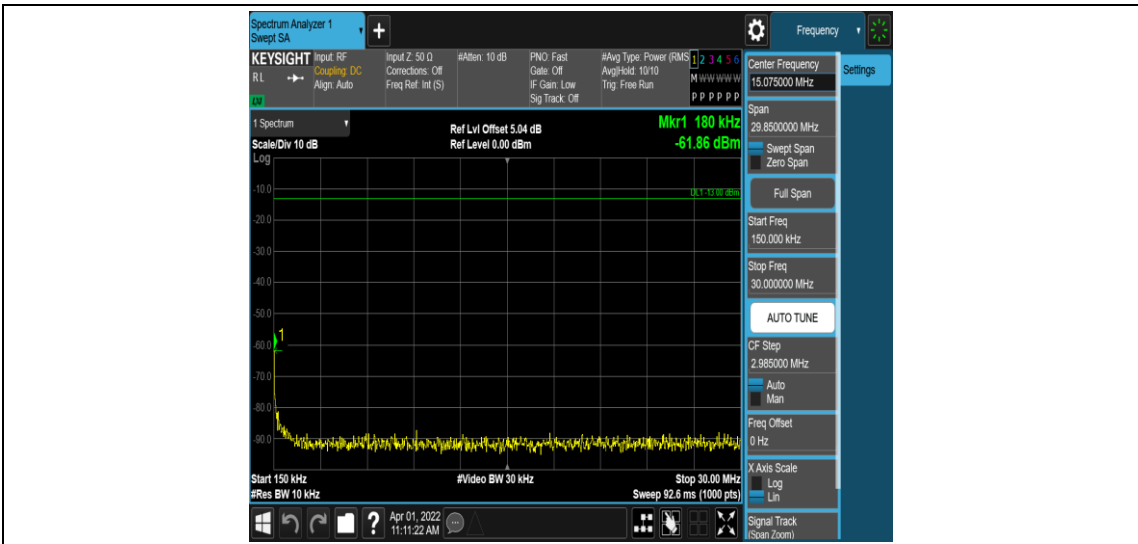 Spectrum Analyzer 1
Swept SA
+
Frequency
KEYSIGHT
RL
LXI
Input: RF
Coupling: DC
Align: Auto
Input Z: 50 Ω
Corrections: Off
Freq Ref: Int (S)
#Atten: 10 dB
PNO: Fast
Gate: Off
IF Gain: Low
Sig Track: Off
#Avg Type: Power (RMS
Avg|Hold: 10/10
Trig: Free Run
1 2 3 4 5 6
M W W W W W
P P P P P P
1 Spectrum
Scale/Div 10 dB
Log
Ref Lvl Offset 5.04 dB
Ref Level 0.00 dBm
Mkr1 180 kHz
-61.86 dBm
DL1 -13.00 dBm
-10.0
-20.0
-30.0
-40.0
-50.0
1
-60.0
-70.0
-80.0
-90.0
Start 150 kHz
#Res BW 10 kHz
#Video BW 30 kHz
Stop 30.00 MHz
Sweep 92.6 ms (1000 pts)
Center Frequency
15.075000 MHz
Settings
Span
29.8500000 MHz
Swept Span
Zero Span
Full Span
Start Freq
150.000 kHz
Stop Freq
30.000000 MHz
AUTO TUNE
CF Step
2.985000 MHz
Auto
Man
Freq Offset
0 Hz
X Axis Scale
Log
Lin
Signal Track
(Span Zoom)
?
Apr 01, 2022
11:11:22 AM